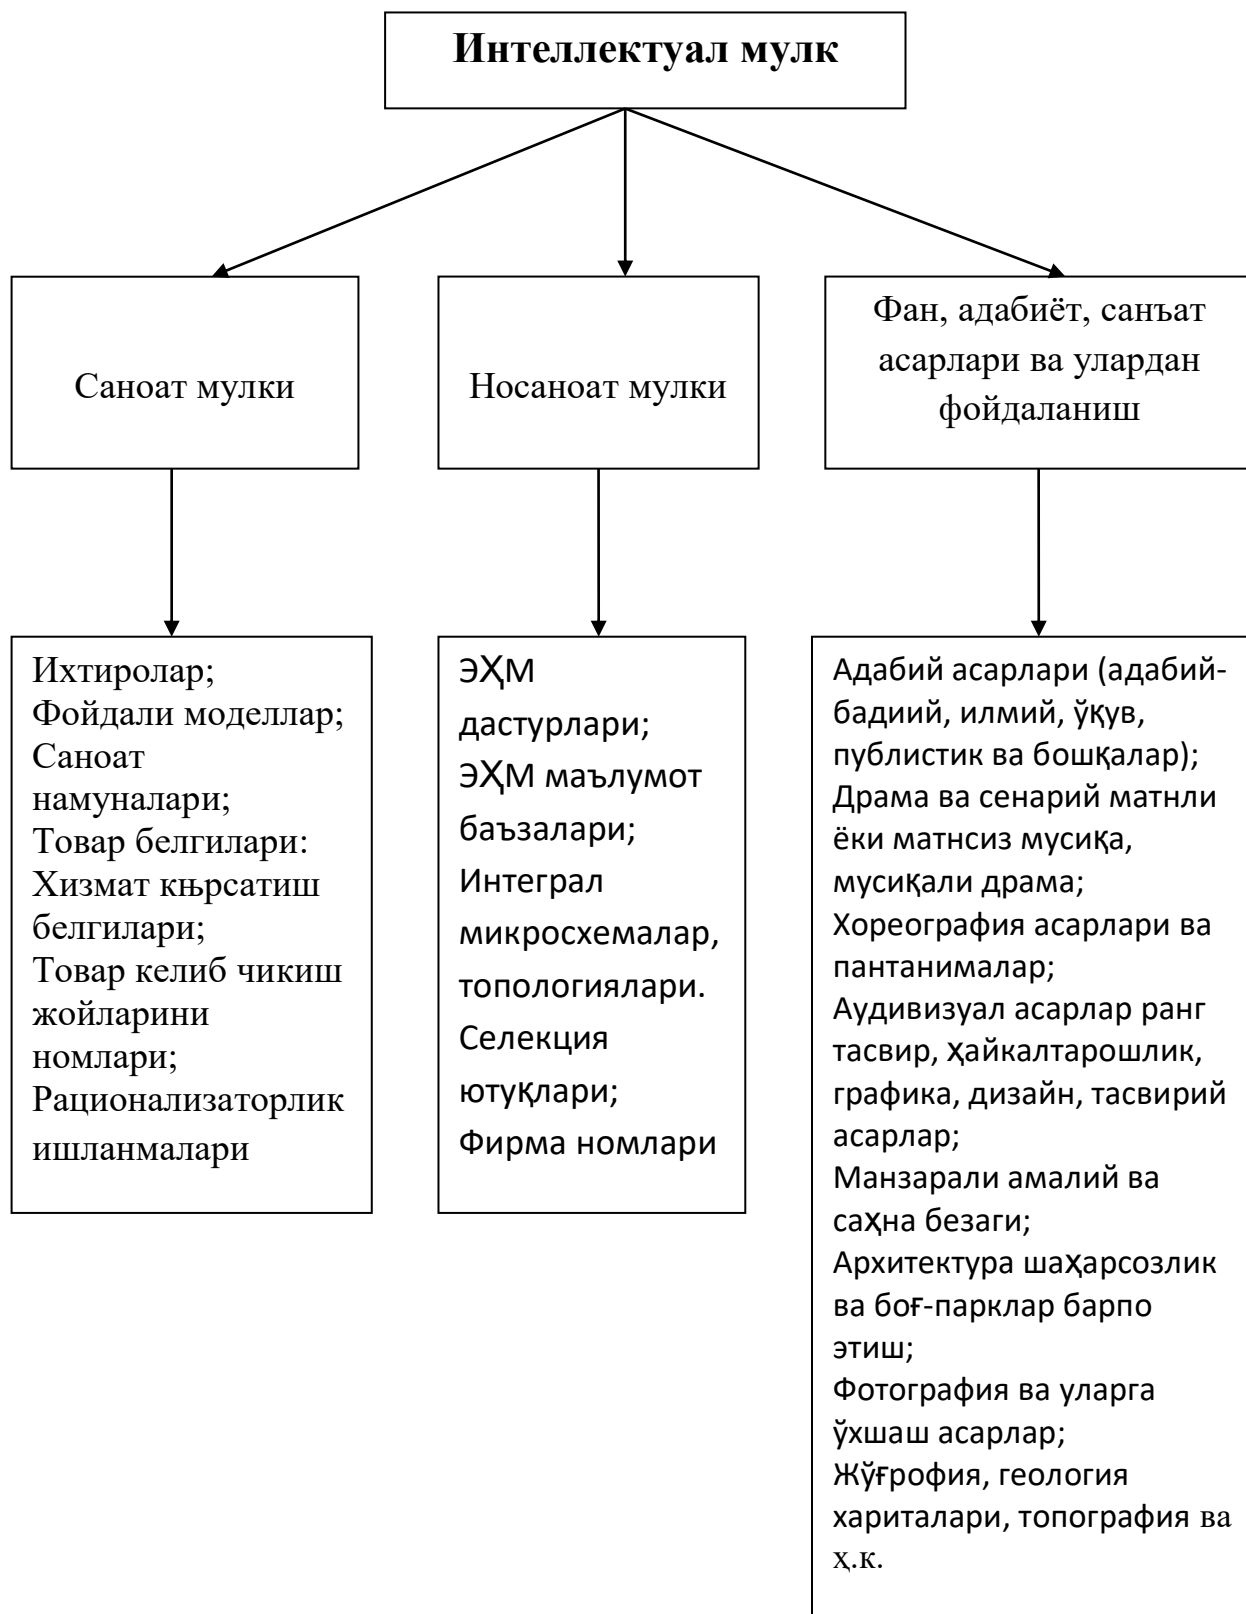 Интеллектуал мулк
Саноат мулки
Носаноат мулки
Фан, адабиёт, санъат
асарлари ва улардан
фойдаланиш
Ихтиролар;
Фойдали моделлар;
Саноат
намуналари;
Товар белгилари:
Хизмат књрсатиш
белгилари;
Товар келиб чикиш
жойларини
номлари;
Рационализаторлик
ишланмалари
ЭҲМ
дастурлари;
ЭҲМ маълумот
баъзалари;
Интеграл
микросхемалар,
топологиялари.
Селекция
ютуқлари;
Фирма номлари
Адабий асарлари (адабий-
бадиий, илмий, ўқув,
публистик ва бошқалар);
Драма ва сенарий матнли
ёки матнсиз мусиқа,
мусиқали драма;
Хореография асарлари ва
пантанималар;
Аудивизуал асарлар ранг
тасвир, ҳайкалтарошлик,
графика, дизайн, тасвирий
асарлар;
Манзарали амалий ва
саҳна безаги;
Архитектура шаҳарсозлик
ва боғ-парклар барпо
этиш;
Фотография ва уларга
ўхшаш асарлар;
Жўғрофия, геология
хариталари, топография ва
ҳ.к.